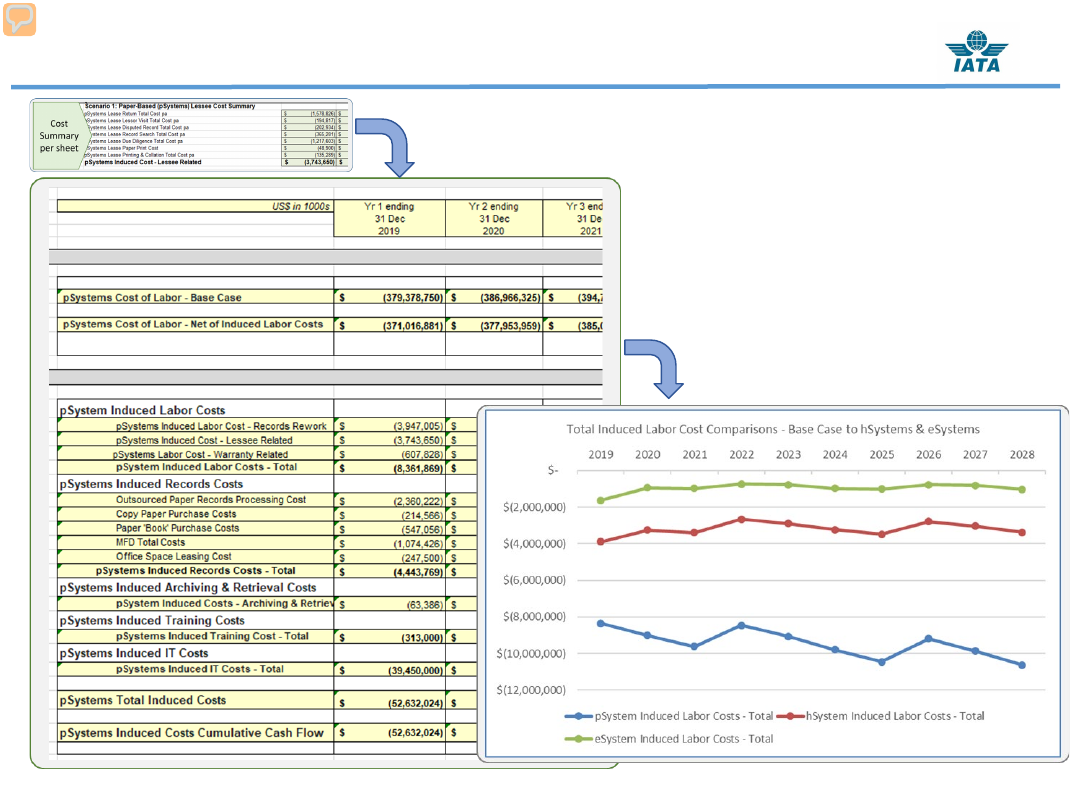 IATA
Cost
Summary
per sheet
Scenario 1: Paper-Based (pSystems) Lessee Cost Summary
pSystems Lease Return Total Cost pa $ (1,578,826) $
pSystems Lease Lessor Visit Total Cost pa $ (194,817) $
pSystems Lease Disputed Record Total Cost pa $ (202,934) $
pSystems Lease Record Search Total Cost pa $ $
pSystems Lease Due Diligence Total Cost pa $ (1,217,603) $
pSystems Lease Paper Print Cost $ $
pSystems Lease Printing & Collation Total Cost pa $ (135,289) $
pSystems Induced Cost - Lessee Related $ (3,743,650) $
US$ in 1000s Yr 1 ending Yr 2 ending Yr 3 end
31 Dec 31 Dec 31 De
2019 2020 2021
pSystems Cost of Labor - Base Case $ (379,378,750) $ (386,966,325) $ (394,7
pSystems Cost of Labor - Net of Induced Labor Costs $ (371,016,881) $ (377,953,959) $ (385,0
pSystem Induced Labor Costs
pSystems Induced Labor Cost - Records Rework $ (3,947,005) $
pSystems Induced Cost - Lessee Related $ (3,743,650) $
pSystems Labor Cost - Warranty Related $ (607,828) $
pSystem Induced Labor Costs - Total $ (8,361,869) $
pSystems Induced Records Costs
Outsourced Paper Records Processing Cost $ (2,360,222) $
Copy Paper Purchase Costs $ (214,566) $
Paper 'Book' Purchase Costs $ (547,056) $
MFD Total Costs $ (1,074,426) $
Office Space Leasing Cost $ (247,500) $
pSystems Induced Records Costs - Total $ (4,443,769) $
pSystems Induced Archiving & Retrieval Costs
pSystem Induced Costs - Archiving & Retriev $ (63,386) $
pSystems Induced Training Costs
pSystems Induced Training Cost - Total $ (313,000) $
pSystems Induced IT Costs
pSystems Induced IT Costs - Total $ (39,450,000) $
pSystems Total Induced Costs $ (52,632,024) $
pSystems Induced Costs Cumulative Cash Flow $ (52,632,024) $
Total Induced Labor Cost Comparisons - Base Case to hSystems & eSystems
2019 2020 2021 2022 2023 2024 2025 2026 2027 2028
$-
$(2,000,000)
$(4,000,000)
$(6,000,000)
$(8,000,000)
$(10,000,000)
$(12,000,000)
pSystem Induced Labor Costs - Total hSystem Induced Labor Costs - Total
eSystem Induced Labor Costs - Total